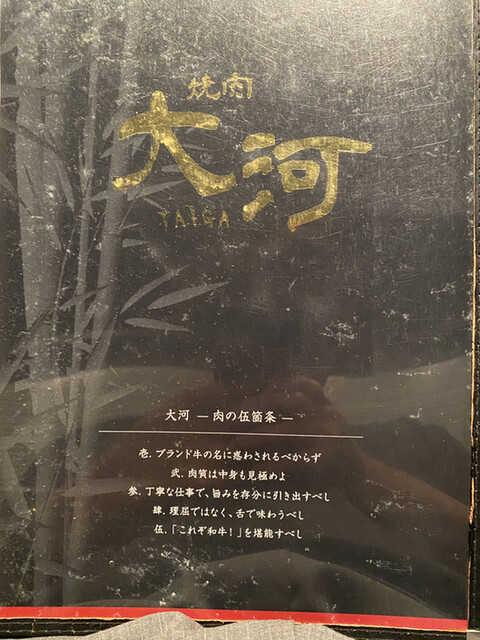 焼肉
大河
TAIGA
大河 ― 肉の伍箇条 ―
壱.ブランド牛の名に惑わされるべからず
弐.肉質は中身も見極めよ
参.丁寧な仕事で、旨みを存分に引き出すべし
肆.理屈ではなく、舌で味わうべし
伍.「これぞ和牛!」を堪能すべし